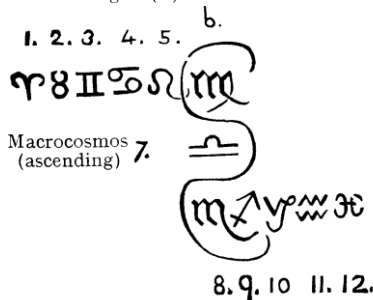 b.
1. 2. 3. 4. 5.
♈ ♉ ♊ ♋ ♌ ♍
Macrocosmos 7. ♎
(ascending)
♏ ♐ ♑ ♒ ♓
8. 9. 10 11. 12.